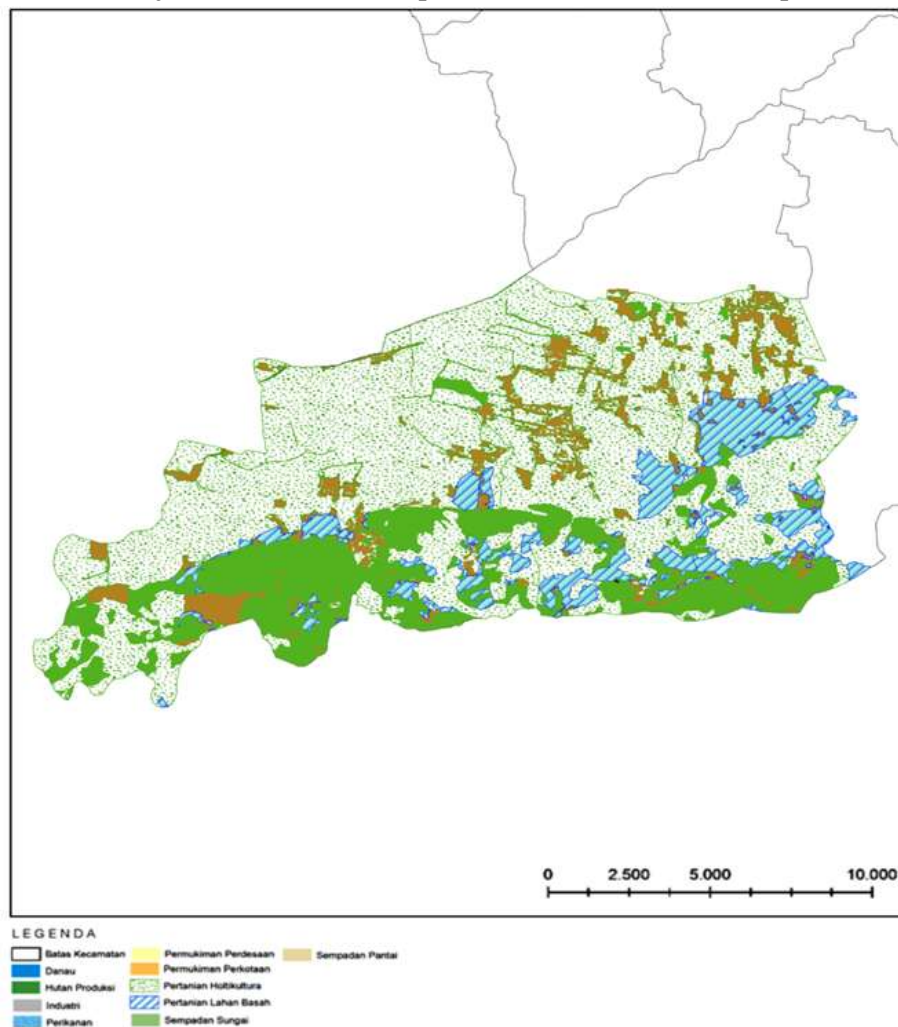 0 2.500 5.000 10.000
LEGENDA
Batas Kecamatan
Danau
Hutan Produksi
Industri
Perikanan
Permukiman Perdesaan
Permukiman Perkotaan
Pertanian Holtikultura
Pertanian Lahan Basah
Sempadan Sungai
Sempadan Pantai